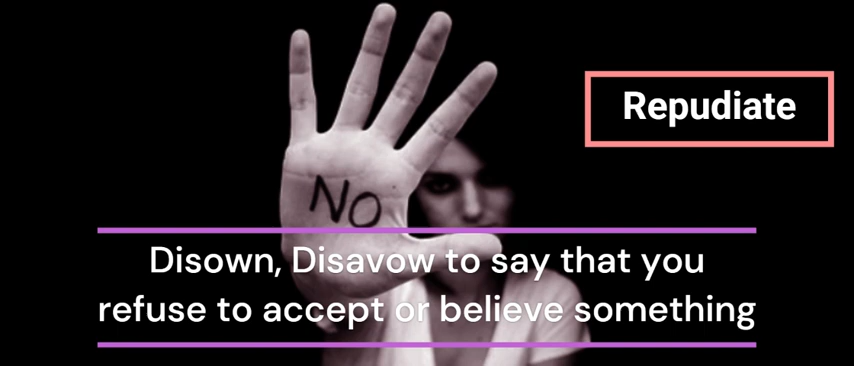 Repudiate
NO
Disown, Disavow to say that you
refuse to accept or believe something